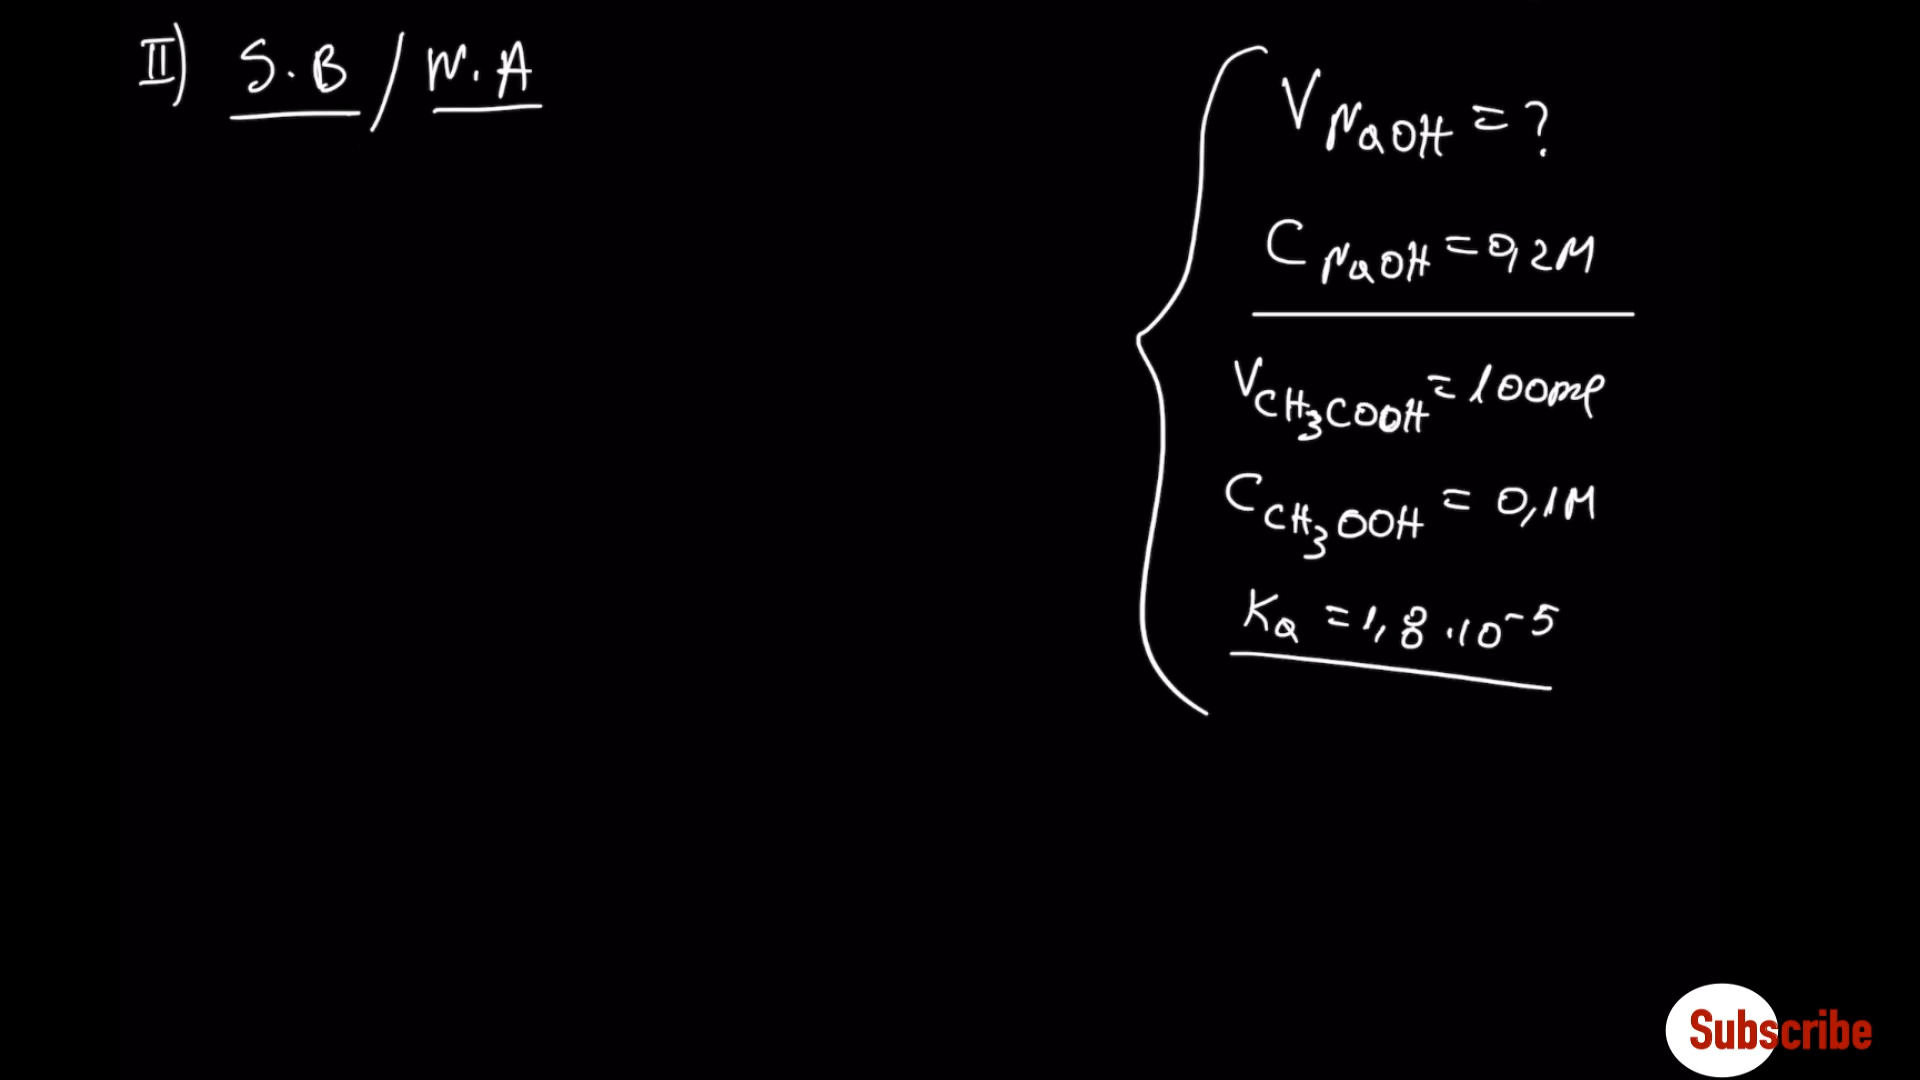 II) S.B / W.A
V NaOH = ?
C NaOH = 0,2M
V CH₃COOH = 100ml
C CH₃OOH = 0,1M
Ka = 1,8 · 10⁻⁵
Subscribe